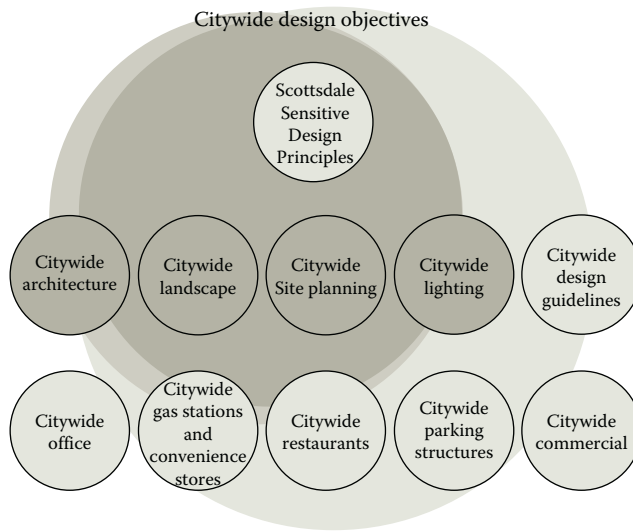 Citywide design objectives
Scottsdale
Sensitive
Design
Principles
Citywide
architecture
Citywide
landscape
Citywide
Site planning
Citywide
lighting
Citywide
design
guidelines
Citywide
office
Citywide
gas stations
and
convenience
stores
Citywide
restaurants
Citywide
parking
structures
Citywide
commercial